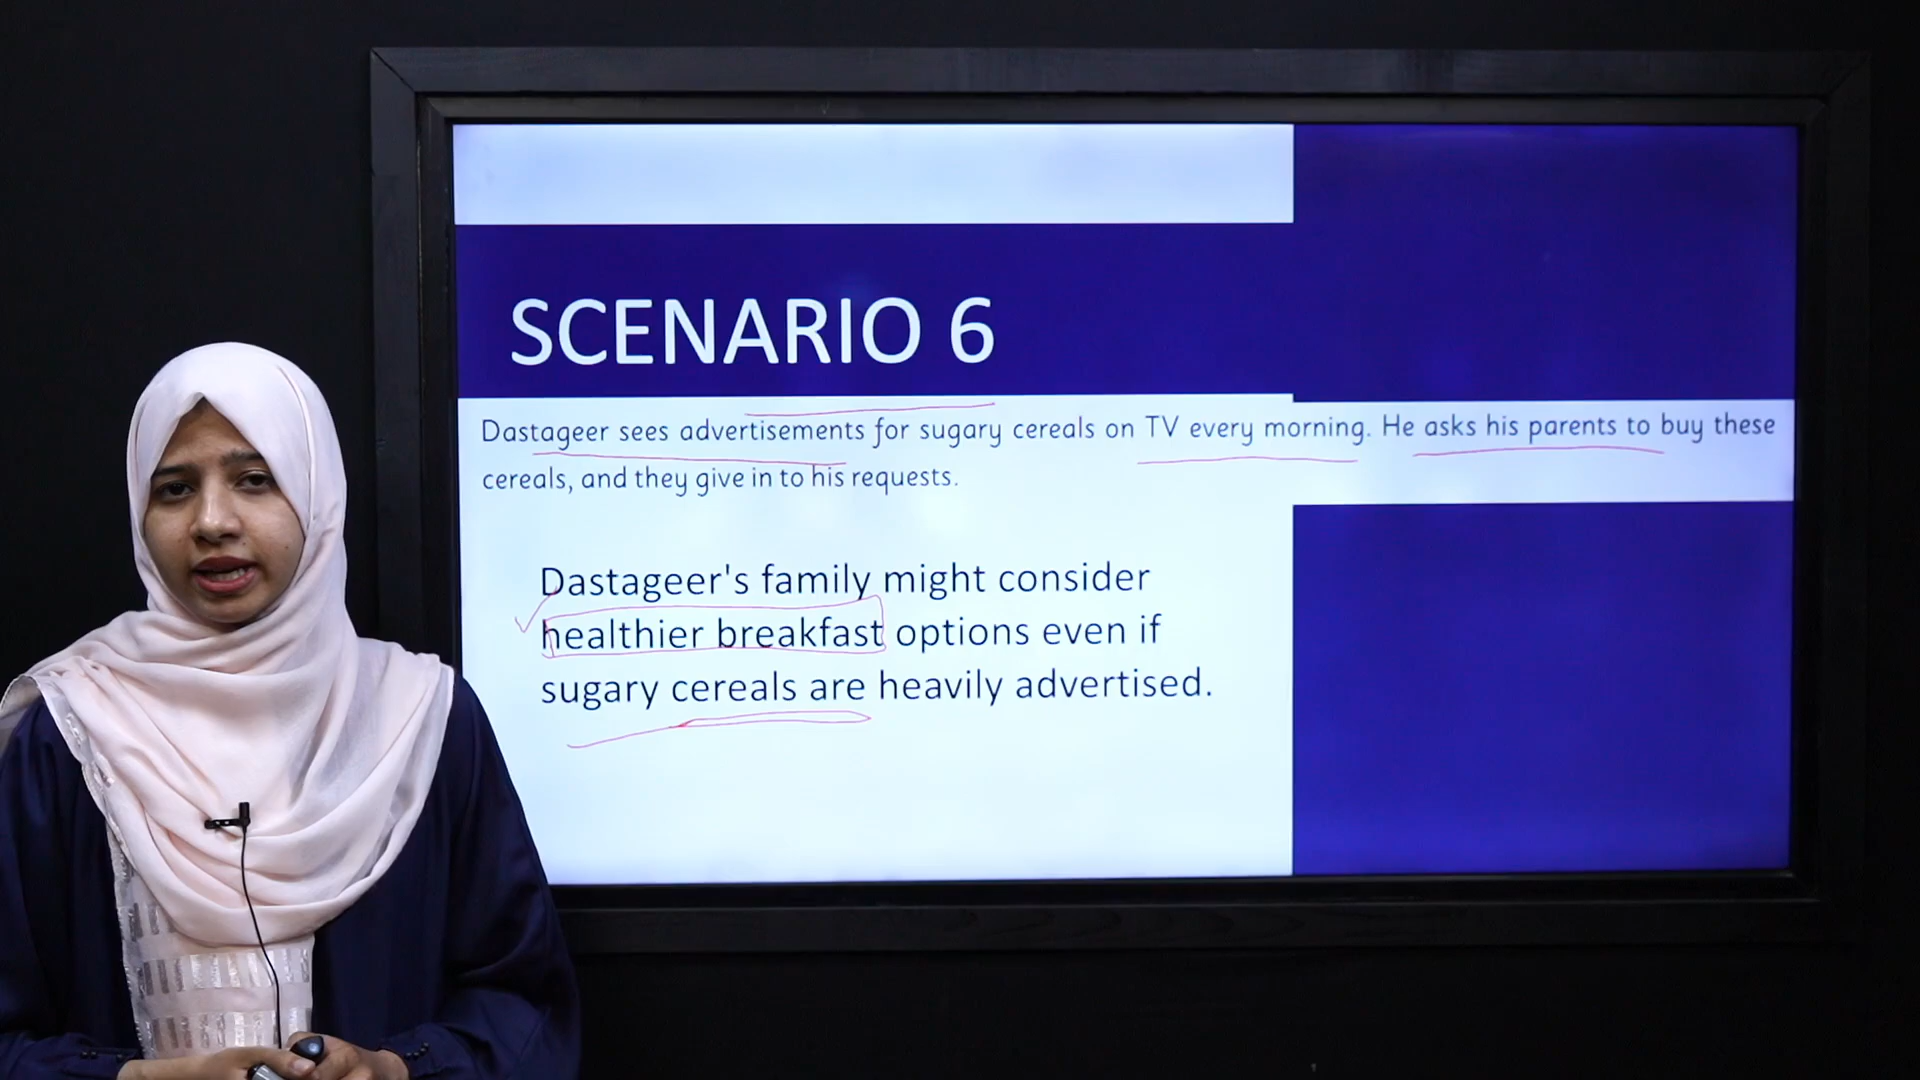 SCENARIO 6
Dastageer sees advertisements for sugary cereals on TV every morning. He asks his parents to buy these
cereals, and they give in to his requests.
Dastageer's family might consider
healthier breakfast options even if
sugary cereals are heavily advertised.